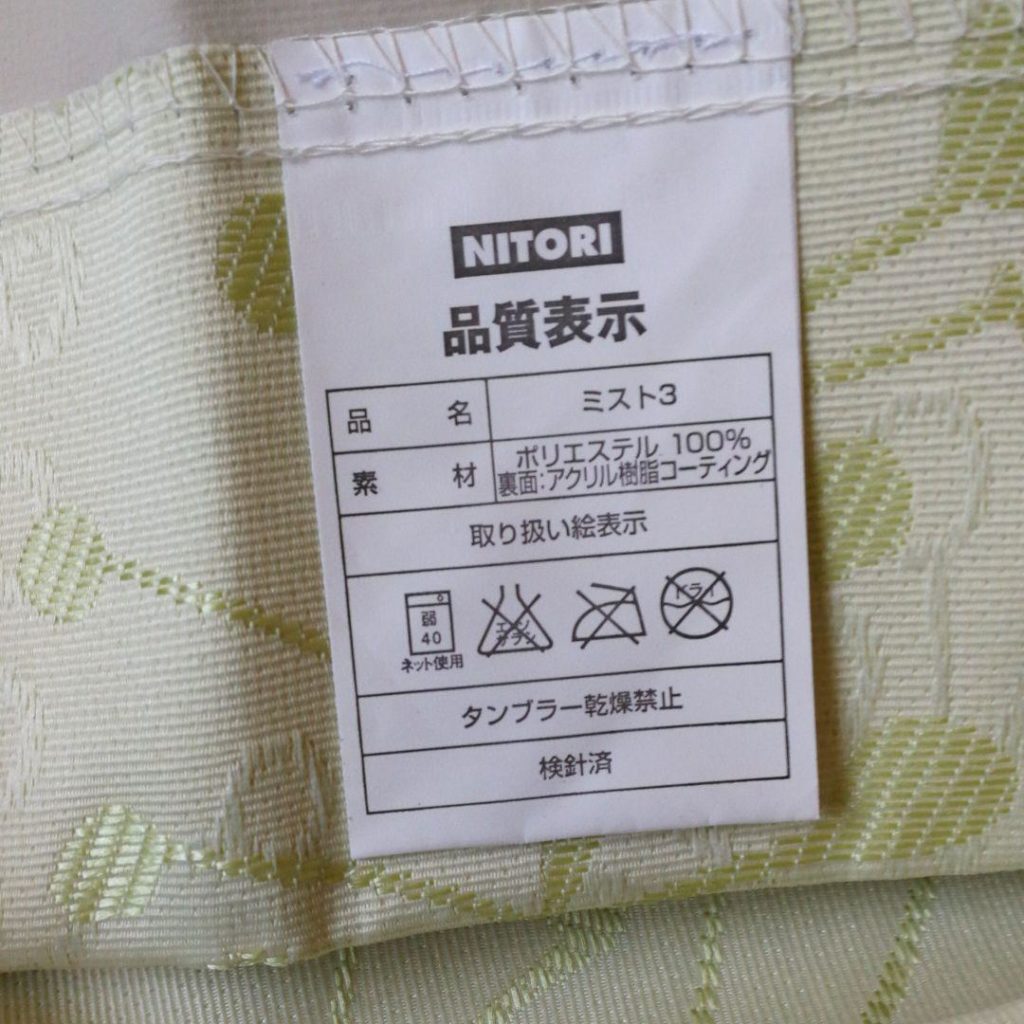 NITORI
品質表示
品名 ミスト3
素材 ポリエステル 100%
裏面:アクリル樹脂コーティング
取り扱い絵表示
弱
40
ネット使用
エンソ
サラシ
ドライ
タンブラー乾燥禁止
検針済